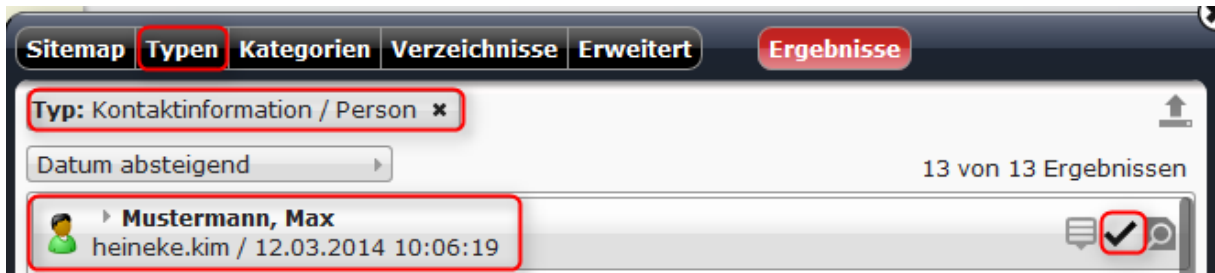 Sitemap Typen Kategorien Verzeichnisse Erweitert Ergebnisse
Typ: Kontaktinformation / Person ×
Datum absteigend
13 von 13 Ergebnissen
Mustermann, Max
heineke.kim / 12.03.2014 10:06:19